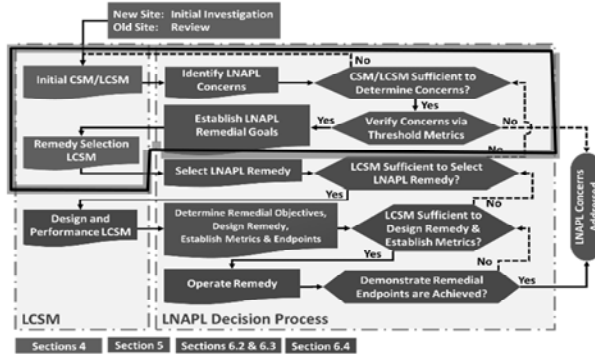 New Site: Initial Investigation
Old Site: Review
No
Initial CSM/LCSM
Identify LNAPL
Concerns
CSM/LCSM Sufficient to
Determine Concerns?
Yes
No
Establish LNAPL
Remedial Goals
Yes
Verify Concerns via
Threshold Metrics
No
Remedy Selection
LCSM
No
Select LNAPL Remedy
LCSM Sufficient to Select
LNAPL Remedy?
Yes
No
Design and
Performance LCSM
Determine Remedial Objectives,
Design Remedy,
Establish Metrics & Endpoints
LCSM Sufficient to
Design Remedy &
Establish Metrics?
LNAPL Concerns
Addressed
Yes
No
Operate Remedy
Demonstrate Remedial
Endpoints are Achieved?
Yes
LCSM
LNAPL Decision Process
Sections 4
Section 5
Sections 6.2 & 6.3
Section 6.4